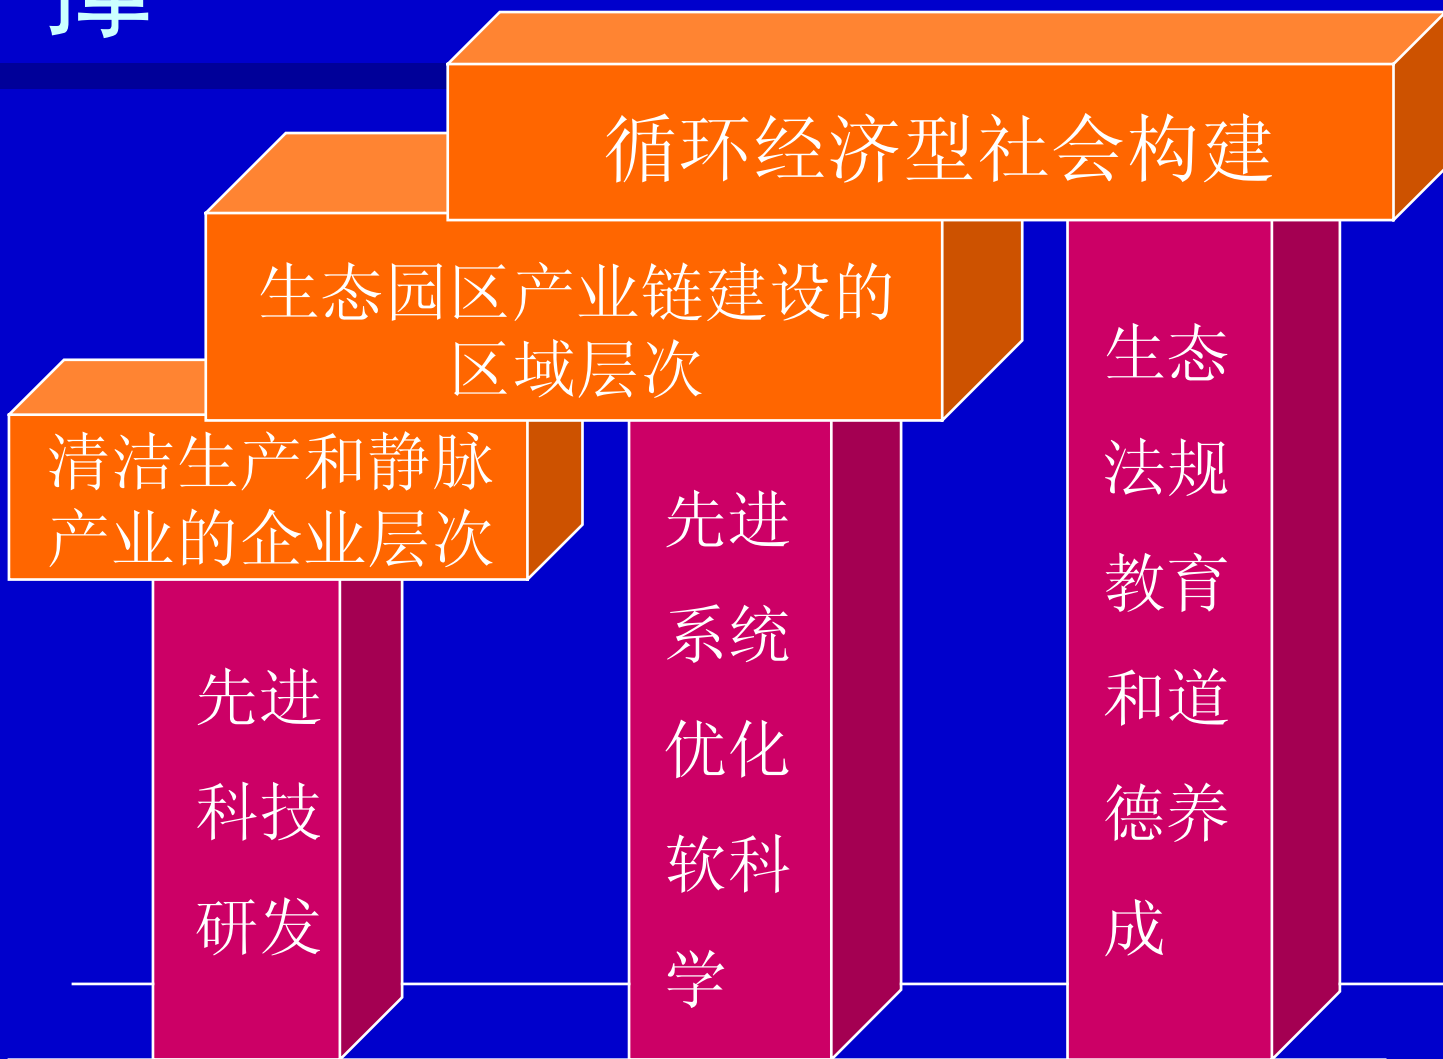 循环经济型社会构建
生态园区产业链建设的
区域层次
清洁生产和静脉
产业的企业层次
先进
科技
研发
先进
系统
优化
软科
学
生态
法规
教育
和道
德养
成